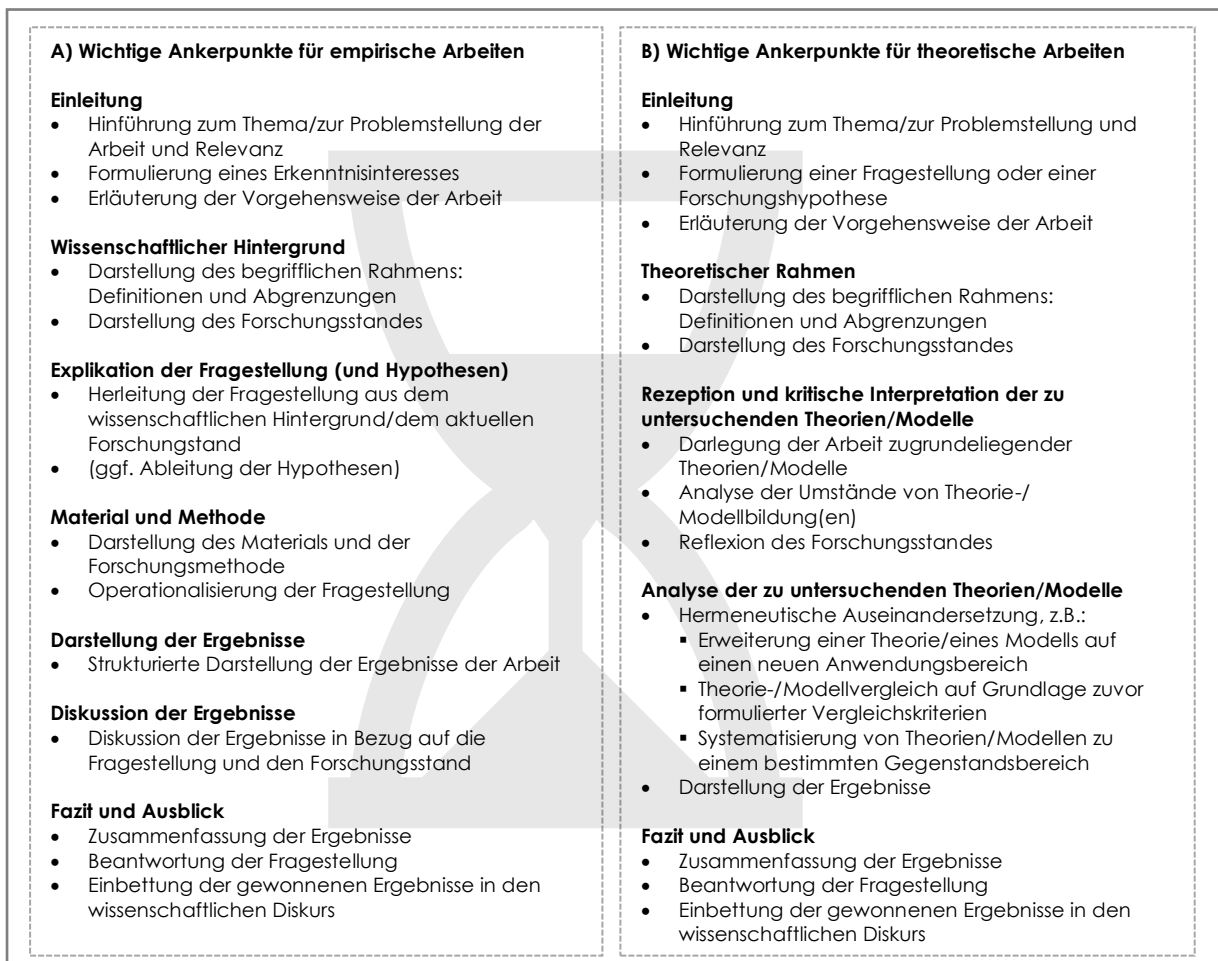 A) Wichtige Ankerpunkte für empirische Arbeiten
Einleitung
• Hinführung zum Thema/zur Problemstellung der
Arbeit und Relevanz
• Formulierung eines Erkenntnisinteresses
• Erläuterung der Vorgehensweise der Arbeit
Wissenschaftlicher Hintergrund
• Darstellung des begrifflichen Rahmens:
Definitionen und Abgrenzungen
• Darstellung des Forschungsstandes
Explikation der Fragestellung (und Hypothesen)
• Herleitung der Fragestellung aus dem
wissenschaftlichen Hintergrund/dem aktuellen
Forschungstand
• (ggf. Ableitung der Hypothesen)
Material und Methode
• Darstellung des Materials und der
Forschungsmethode
• Operationalisierung der Fragestellung
Darstellung der Ergebnisse
• Strukturierte Darstellung der Ergebnisse der Arbeit
Diskussion der Ergebnisse
• Diskussion der Ergebnisse in Bezug auf die
Fragestellung und den Forschungsstand
Fazit und Ausblick
• Zusammenfassung der Ergebnisse
• Beantwortung der Fragestellung
• Einbettung der gewonnenen Ergebnisse in den
wissenschaftlichen Diskurs
B) Wichtige Ankerpunkte für theoretische Arbeiten
Einleitung
• Hinführung zum Thema/zur Problemstellung und
Relevanz
• Formulierung einer Fragestellung oder einer
Forschungshypothese
• Erläuterung der Vorgehensweise der Arbeit
Theoretischer Rahmen
• Darstellung des begrifflichen Rahmens:
Definitionen und Abgrenzungen
• Darstellung des Forschungsstandes
Rezeption und kritische Interpretation der zu
untersuchenden Theorien/Modelle
• Darlegung der Arbeit zugrundeliegender
Theorien/Modelle
• Analyse der Umstände von Theorie-/
Modellbildung(en)
• Reflexion des Forschungsstandes
Analyse der zu untersuchenden Theorien/Modelle
• Hermeneutische Auseinandersetzung, z.B.:
▪ Erweiterung einer Theorie/eines Modells auf
einen neuen Anwendungsbereich
▪ Theorie-/Modellvergleich auf Grundlage zuvor
formulierter Vergleichskriterien
▪ Systematisierung von Theorien/Modellen zu
einem bestimmten Gegenstandsbereich
• Darstellung der Ergebnisse
Fazit und Ausblick
• Zusammenfassung der Ergebnisse
• Beantwortung der Fragestellung
• Einbettung der gewonnenen Ergebnisse in den
wissenschaftlichen Diskurs